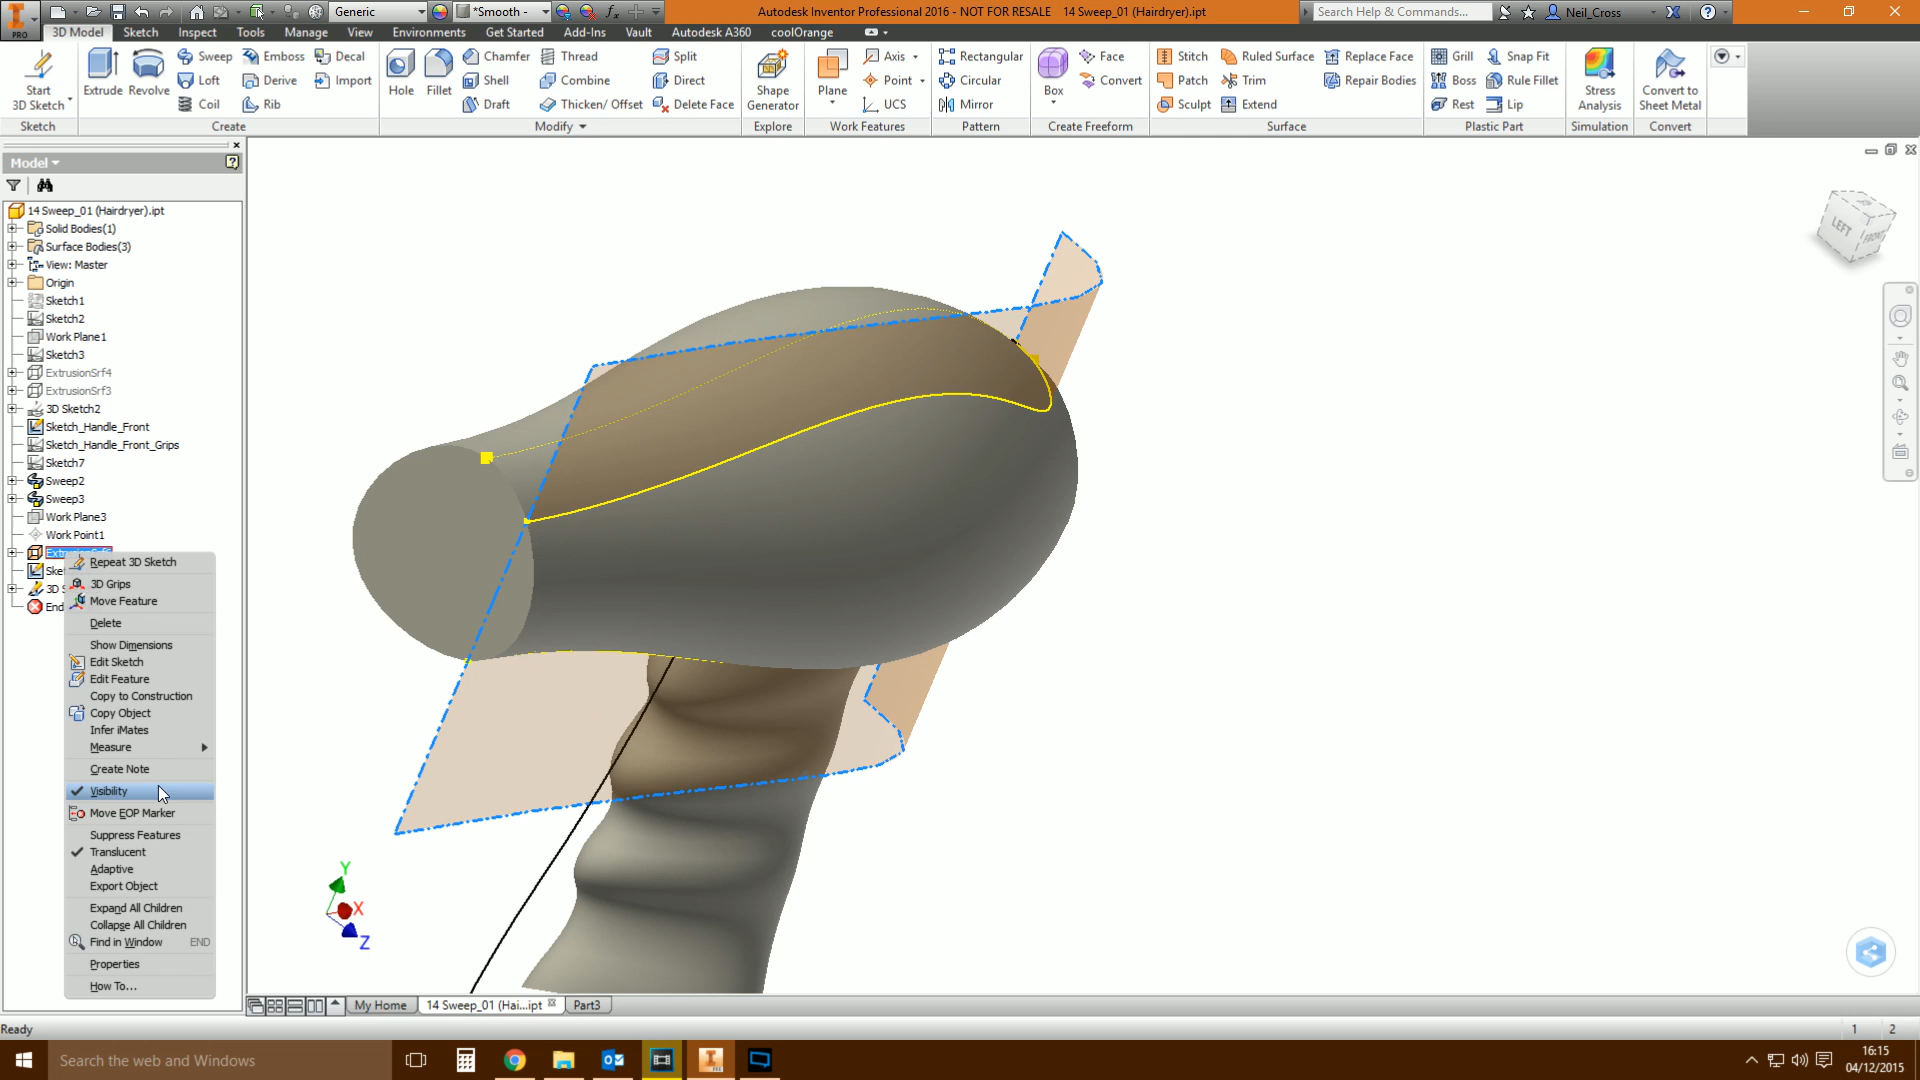 Generic
*Smooth -
Autodesk Inventor Professional 2016 - NOT FOR RESALE 14 Sweep_01 (Hairdryer).ipt
Search Help & Commands...
Neil_Cross
PRO
3D Model Sketch Inspect Tools Manage View Environments Get Started Add-Ins Vault Autodesk A360 coolOrange
Start
3D Sketch
Extrude
Revolve
Sweep
Loft
Coil
Emboss
Derive
Rib
Decal
Import
Hole
Fillet
Chamfer
Shell
Draft
Thread
Combine
Thicken/ Offset
Split
Direct
Delete Face
Shape
Generator
Plane
Axis
Point
UCS
Rectangular
Circular
Mirror
Box
Face
Convert
Stitch
Patch
Sculpt
Ruled Surface
Trim
Extend
Replace Face
Repair Bodies
Grill
Boss
Rest
Snap Fit
Rule Fillet
Lip
Stress
Analysis
Convert to
Sheet Metal
Sketch Create Modify Explore Work Features Pattern Create Freeform Surface Plastic Part Simulation Convert
Model
14 Sweep_01 (Hairdryer).ipt
Solid Bodies(1)
Surface Bodies(3)
View: Master
Origin
Sketch1
Sketch2
Work Plane1
Sketch3
ExtrusionSrf4
ExtrusionSrf3
3D Sketch2
Sketch_Handle_Front
Sketch_Handle_Front_Grips
Sketch7
Sweep2
Sweep3
Work Plane3
Work Point1
Ske
3D S
End
Repeat 3D Sketch
3D Grips
Move Feature
Delete
Show Dimensions
Edit Sketch
Edit Feature
Copy to Construction
Copy Object
Infer iMates
Measure
Create Note
Visibility
Move EOP Marker
Suppress Features
Translucent
Adaptive
Export Object
Expand All Children
Collapse All Children
Find in Window END
Properties
How To...
LEFT
FRONT
Y
X
Z
My Home
14 Sweep_01 (Hai...ipt
Part3
Ready
1 2
Search the web and Windows
16:15
04/12/2015